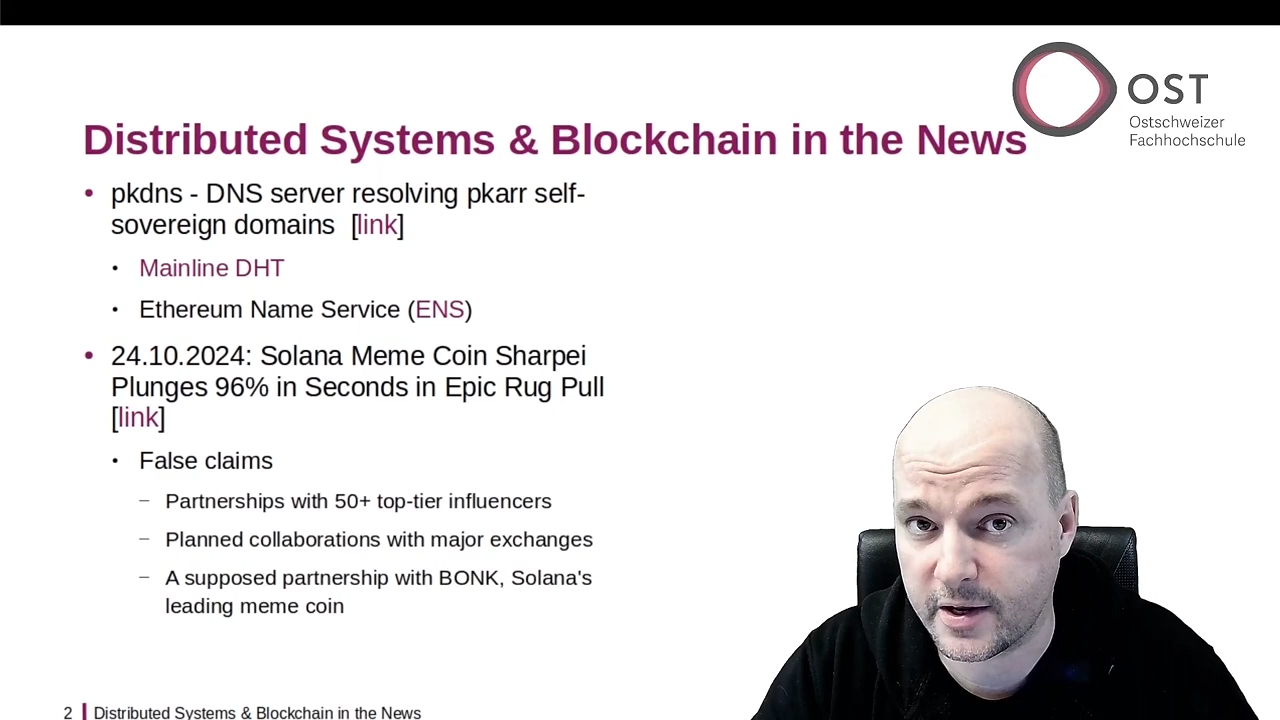 OST
Ostschweizer
Fachhochschule
Distributed Systems & Blockchain in the News
• pkdns - DNS server resolving pkarr self-
sovereign domains [link]
• Mainline DHT
• Ethereum Name Service (ENS)
• 24.10.2024: Solana Meme Coin Sharpei
Plunges 96% in Seconds in Epic Rug Pull
[link]
• False claims
– Partnerships with 50+ top-tier influencers
– Planned collaborations with major exchanges
– A supposed partnership with BONK, Solana's
leading meme coin
2 Distributed Systems & Blockchain in the News